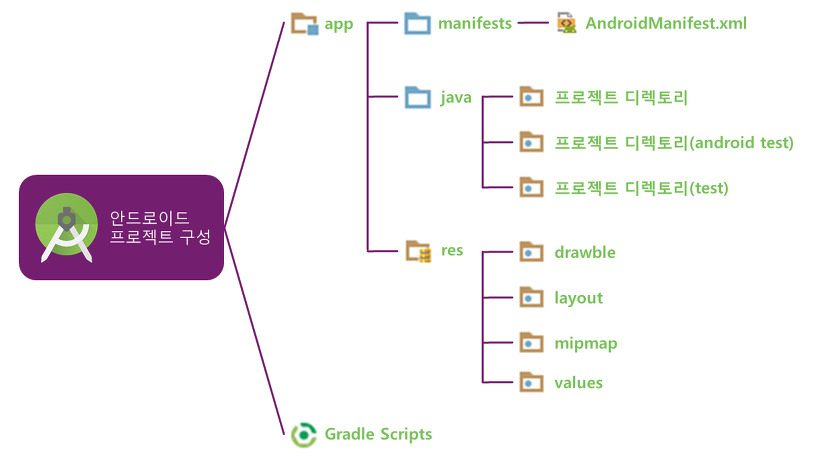 안드로이드
프로젝트 구성
app
manifests
AndroidManifest.xml
java
프로젝트 디렉토리
프로젝트 디렉토리(android test)
프로젝트 디렉토리(test)
res
drawble
layout
mipmap
values
Gradle Scripts